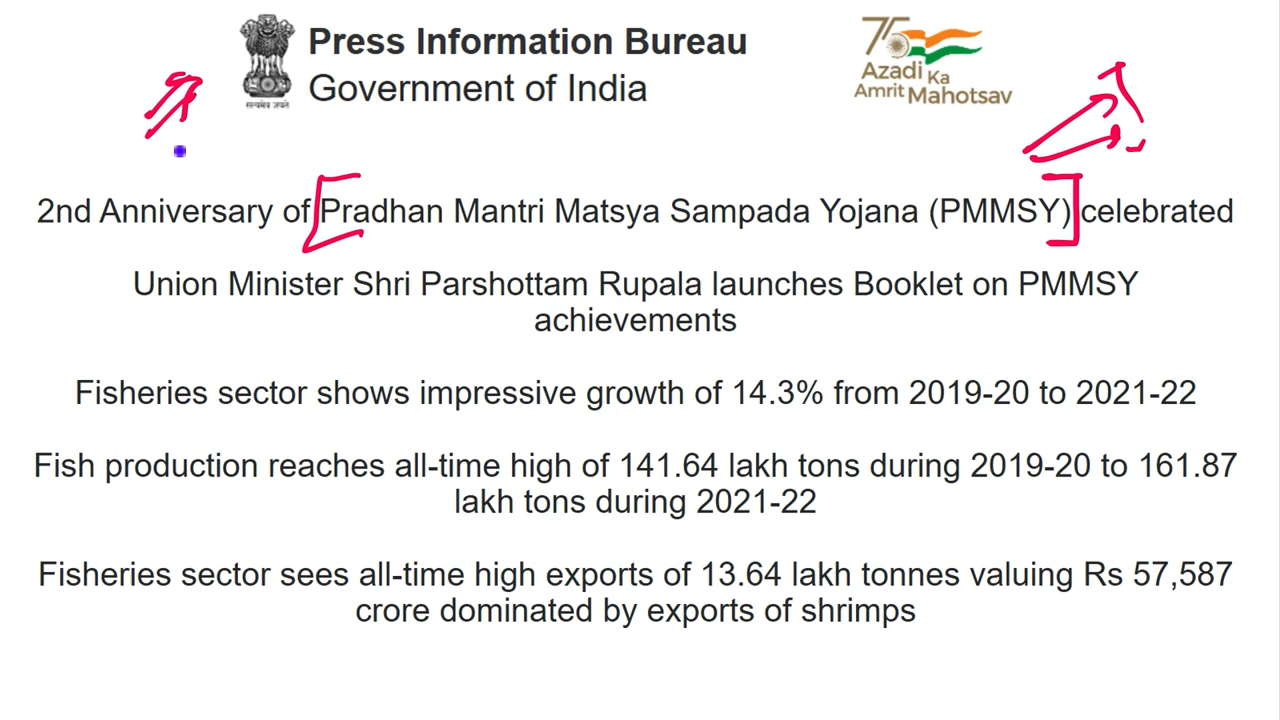 Press Information Bureau
Government of India
सत्यमेव जयते
75
Azadi Ka
Amrit Mahotsav
2nd Anniversary of Pradhan Mantri Matsya Sampada Yojana (PMMSY) celebrated
Union Minister Shri Parshottam Rupala launches Booklet on PMMSY
achievements
Fisheries sector shows impressive growth of 14.3% from 2019-20 to 2021-22
Fish production reaches all-time high of 141.64 lakh tons during 2019-20 to 161.87
lakh tons during 2021-22
Fisheries sector sees all-time high exports of 13.64 lakh tonnes valuing Rs 57,587
crore dominated by exports of shrimps